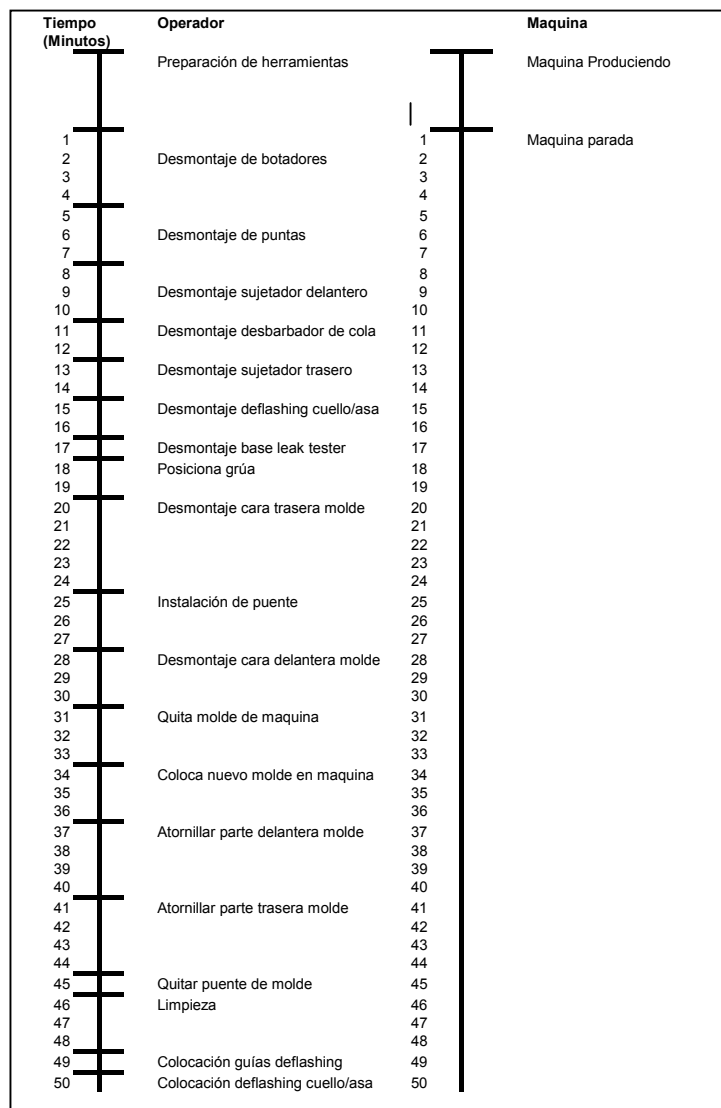 Tiempo Operador Maquina
(Minutos)
Preparación de herramientas Maquina Produciendo
1 1 Maquina parada
2 Desmontaje de botadores 2
3 3
4 4
5 5
6 Desmontaje de puntas 6
7 7
8 8
9 Desmontaje sujetador delantero 9
10 10
11 Desmontaje desbarbador de cola 11
12 12
13 Desmontaje sujetador trasero 13
14 14
15 Desmontaje deflashing cuello/asa 15
16 16
17 Desmontaje base leak tester 17
18 Posiciona grúa 18
19 19
20 Desmontaje cara trasera molde 20
21 21
22 22
23 23
24 24
25 Instalación de puente 25
26 26
27 27
28 Desmontaje cara delantera molde 28
29 29
30 30
31 Quita molde de maquina 31
32 32
33 33
34 Coloca nuevo molde en maquina 34
35 35
36 36
37 Atornillar parte delantera molde 37
38 38
39 39
40 40
41 Atornillar parte trasera molde 41
42 42
43 43
44 44
45 Quitar puente de molde 45
46 Limpieza 46
47 47
48 48
49 Colocación guías deflashing 49
50 Colocación deflashing cuello/asa 50